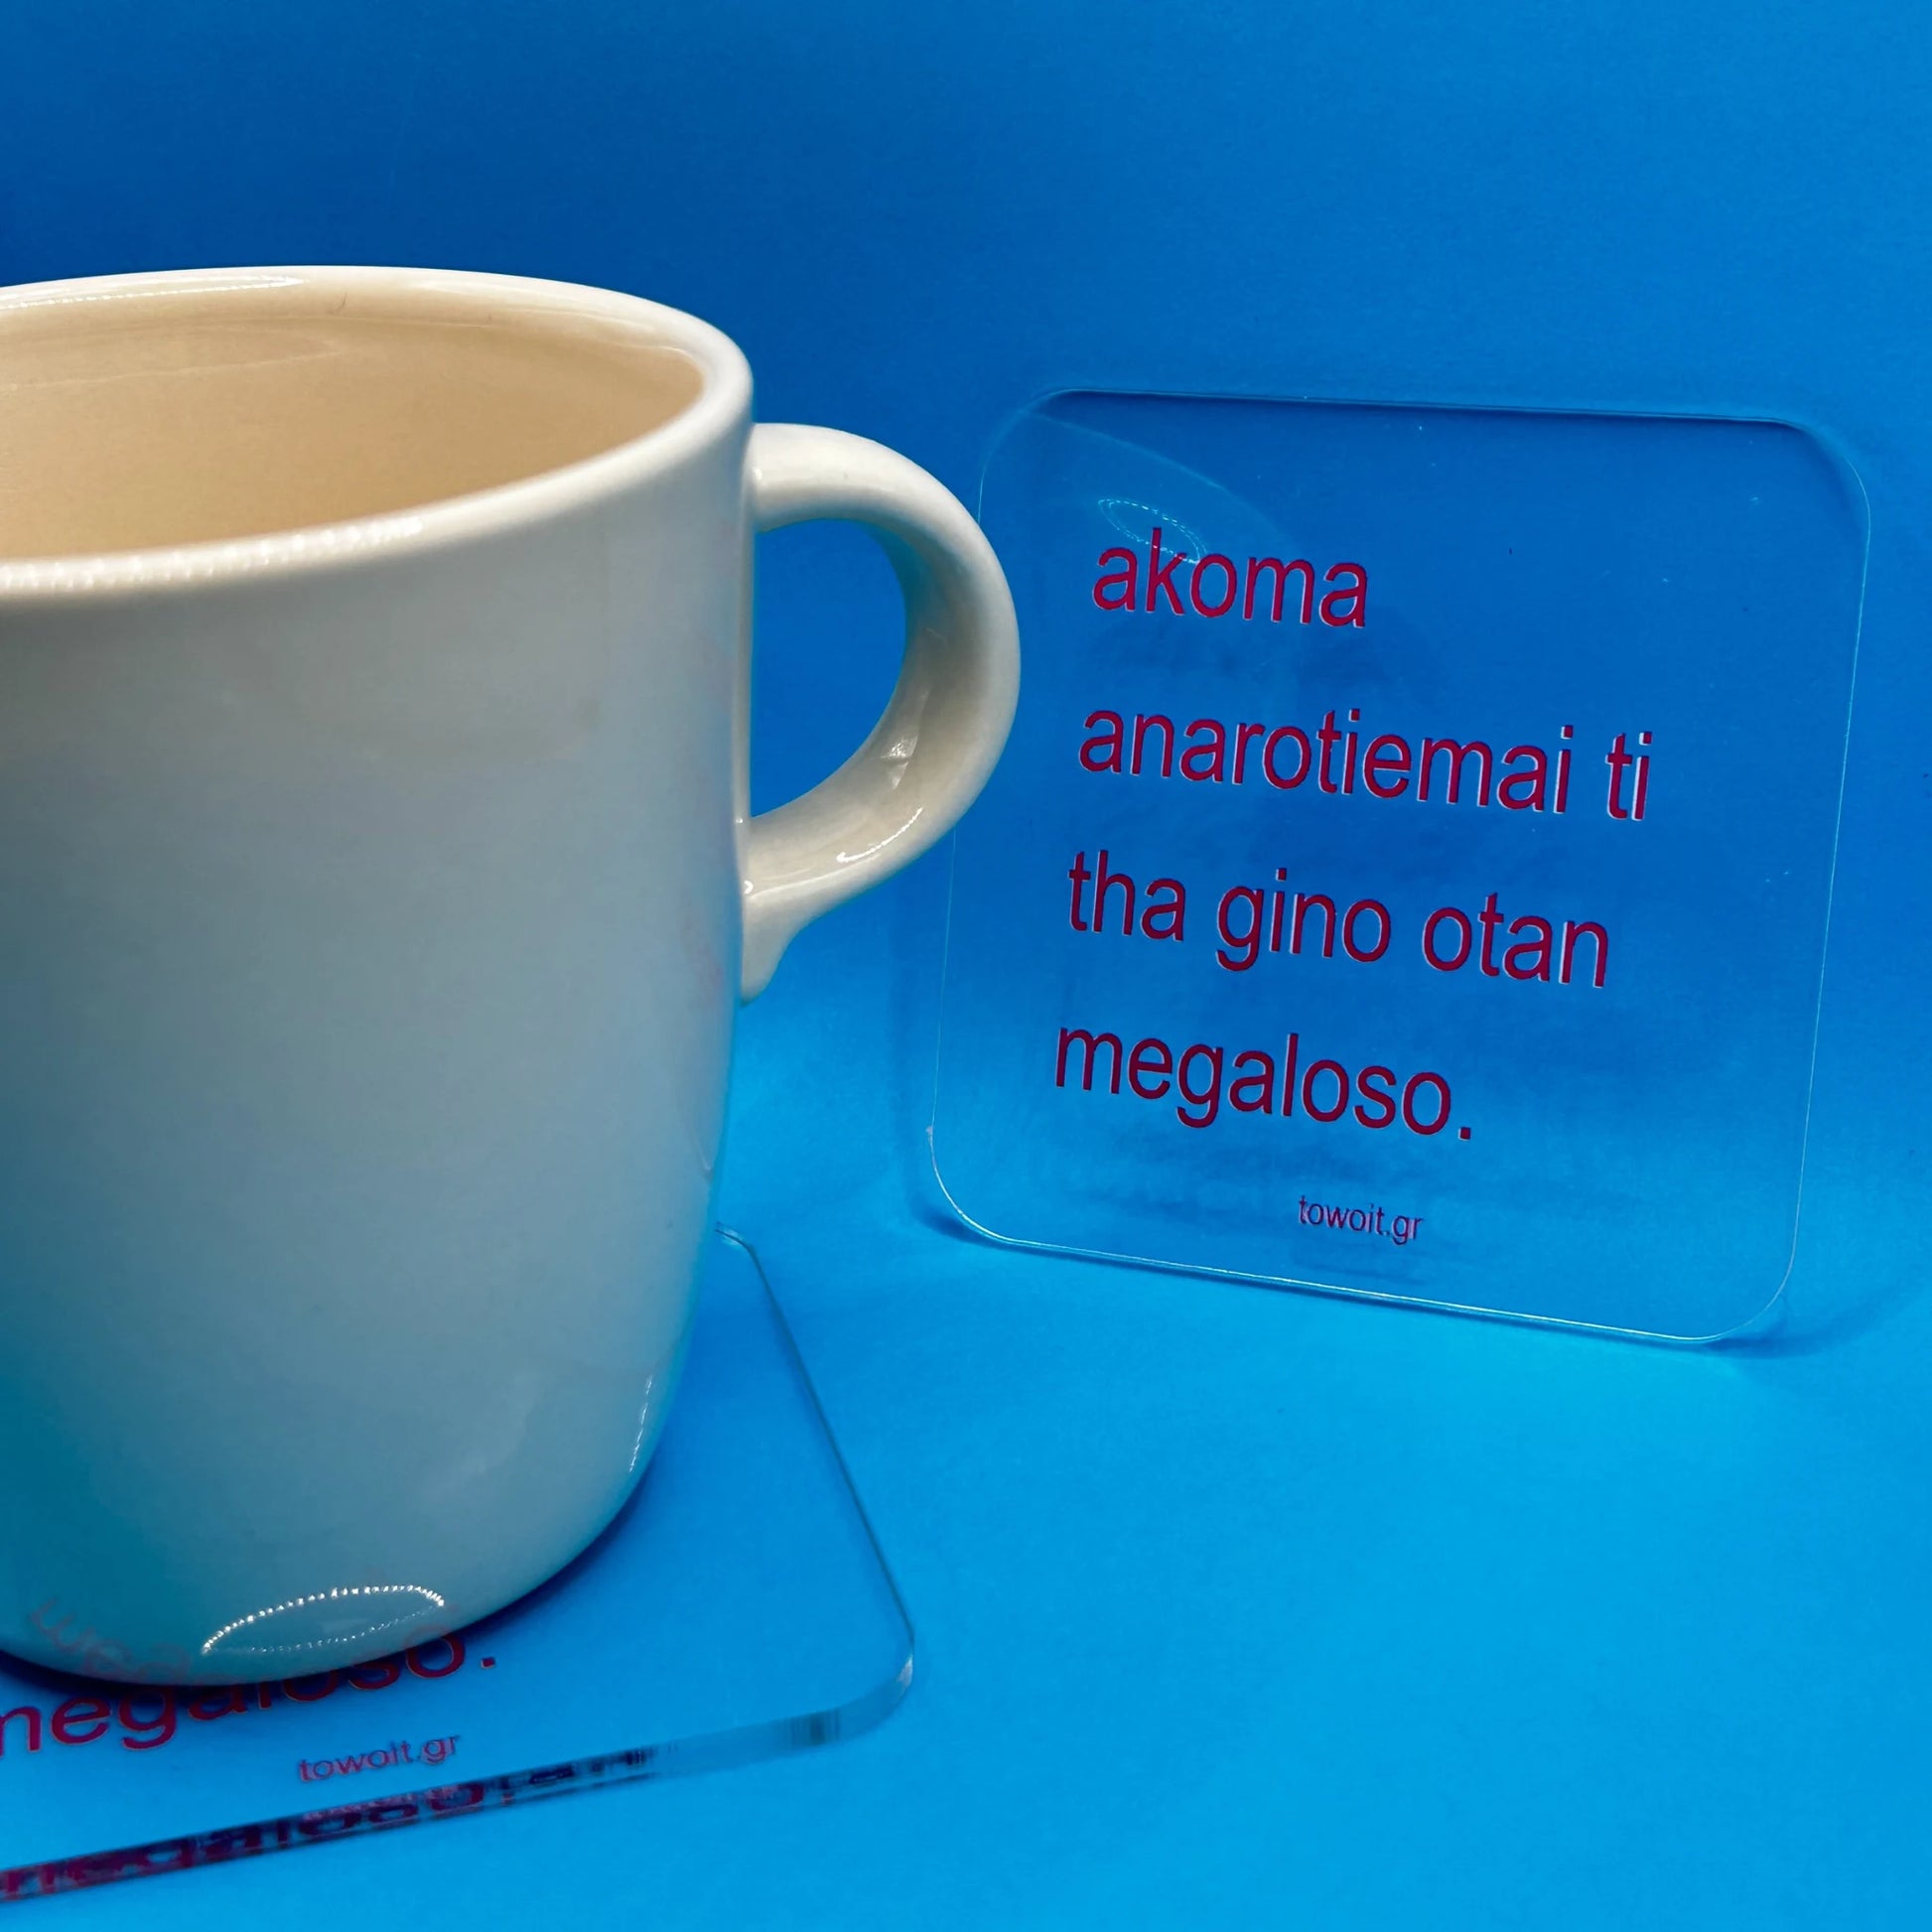 akoma
anarotiemai ti
tha gino otan
megaloso.
towoit.gr
megaloso.
towoit.gr